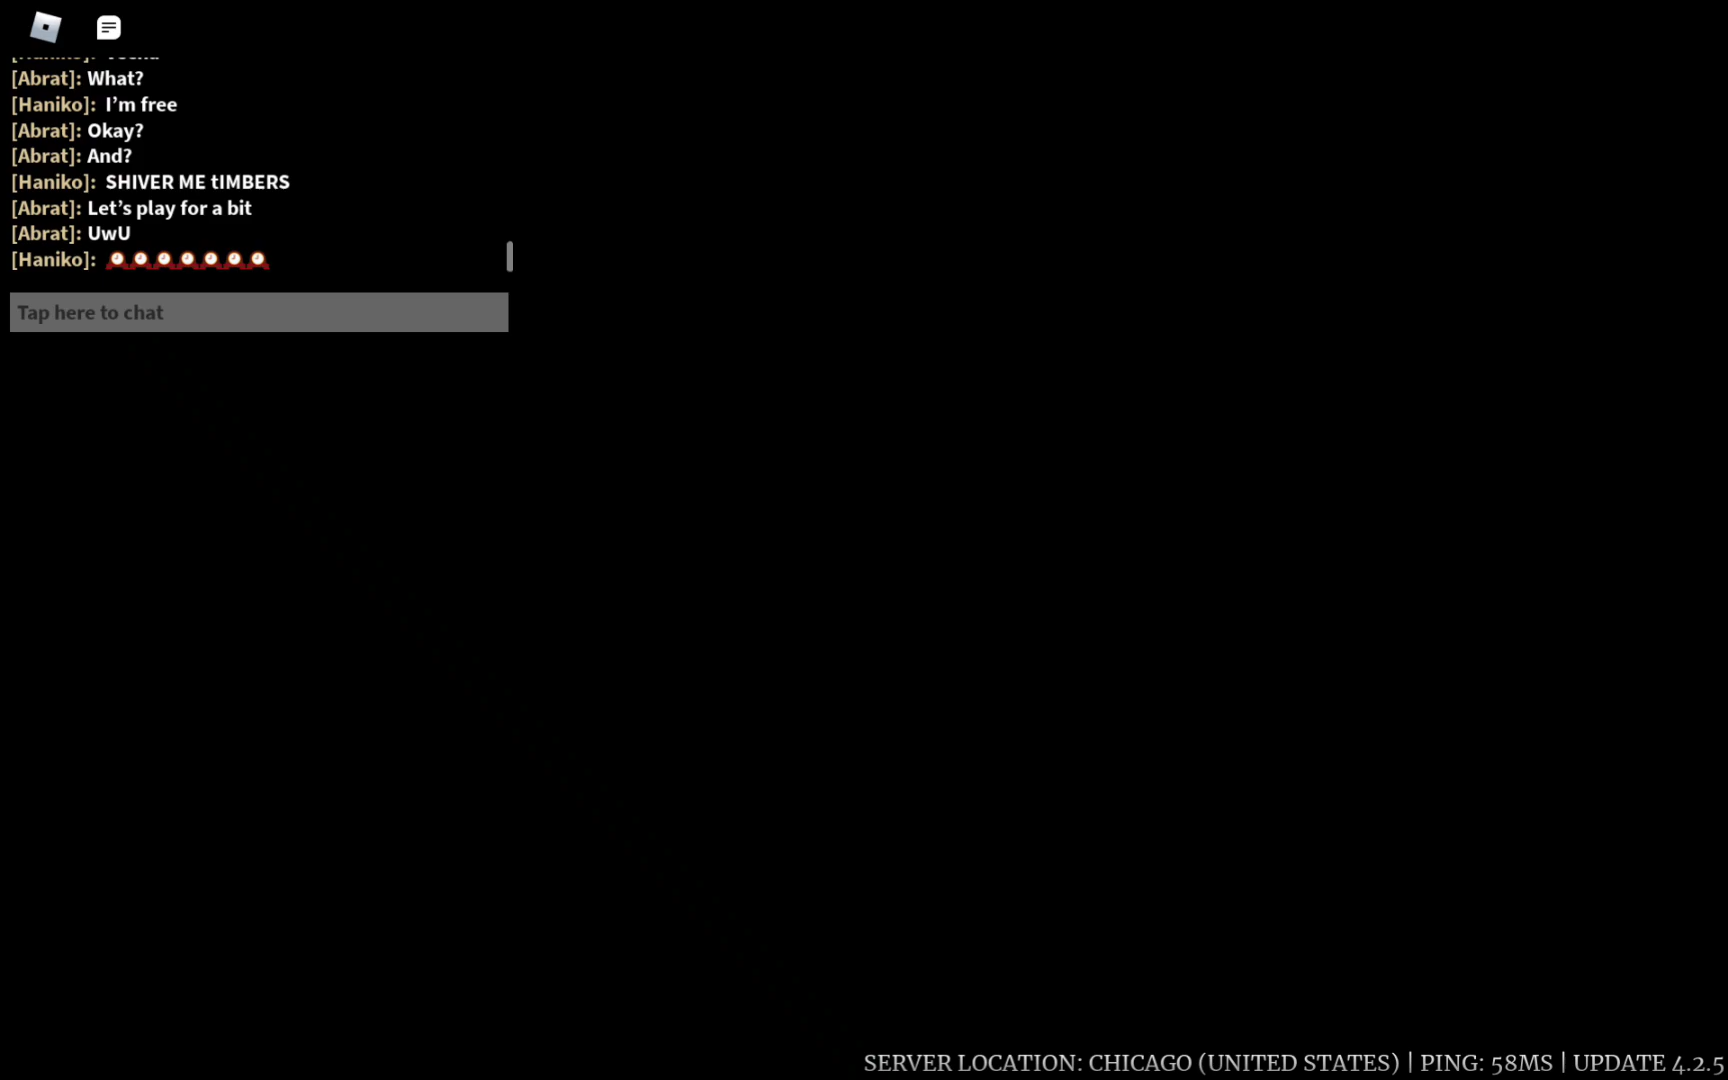 [Abrat]: What?
[Haniko]: I’m free
[Abrat]: Okay?
[Abrat]: And?
[Haniko]: SHIVER ME tIMBERS
[Abrat]: Let’s play for a bit
[Abrat]: UwU
[Haniko]: 🕰🕰🕰🕰🕰🕰🕰
Tap here to chat
SERVER LOCATION: CHICAGO (UNITED STATES) | PING: 58MS | UPDATE 4.2.5